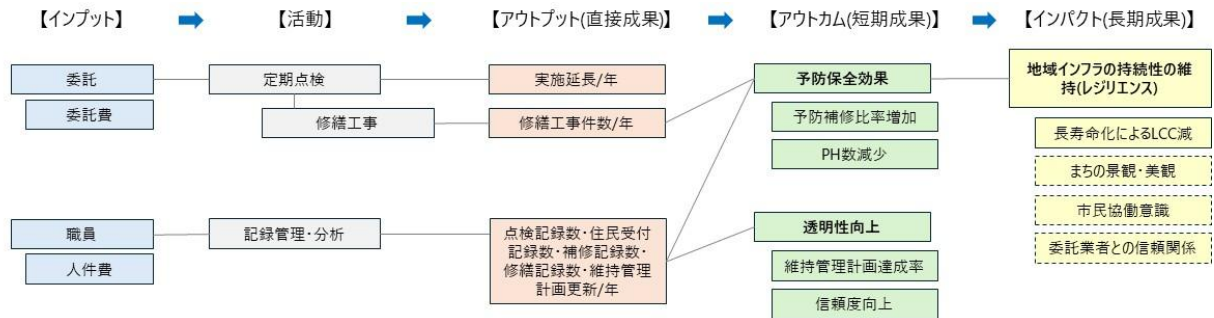 【インプット】
【活動】
【アウトプット(直接成果)】
【アウトカム(短期成果)】
【インパクト(長期成果)】
委託
委託費
定期点検
修繕工事
実施延長/年
修繕工事件数/年
予防保全効果
予防補修比率増加
PH数減少
地域インフラの持続性の維
持(レジリエンス)
長寿命化によるLCC減
まちの景観・美観
市民協働意識
委託業者との信頼関係
職員
人件費
記録管理・分析
点検記録数・住民受付
記録数・補修記録数・
修繕記録数・維持管理
計画更新/年
透明性向上
維持管理計画達成率
信頼度向上